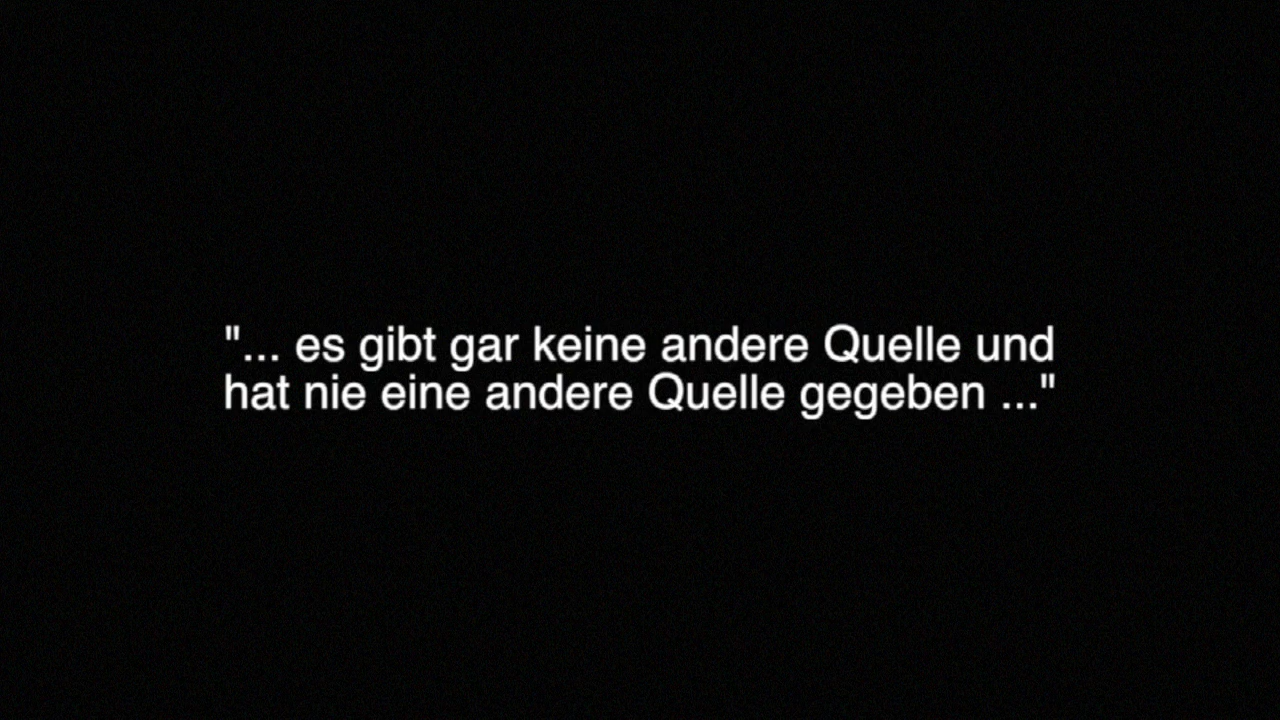 "... es gibt gar keine andere Quelle und
hat nie eine andere Quelle gegeben ..."